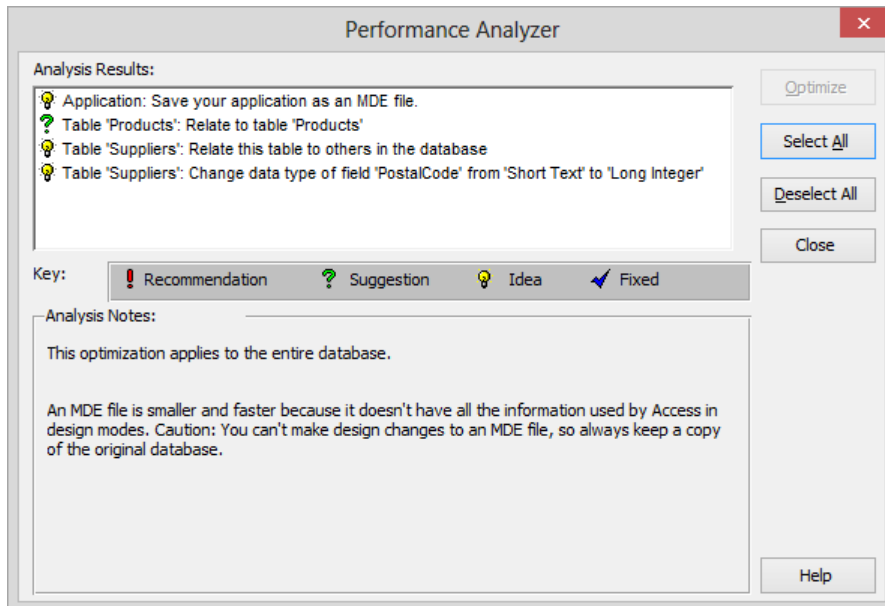 Performance Analyzer
Analysis Results:
Application: Save your application as an MDE file.
Table 'Products': Relate to table 'Products'
Table 'Suppliers': Relate this table to others in the database
Table 'Suppliers': Change data type of field 'PostalCode' from 'Short Text' to 'Long Integer'
Optimize
Select All
Deselect All
Close
Key:
Recommendation
Suggestion
Idea
Fixed
Analysis Notes:
This optimization applies to the entire database.
An MDE file is smaller and faster because it doesn't have all the information used by Access in
design modes. Caution: You can't make design changes to an MDE file, so always keep a copy
of the original database.
Help